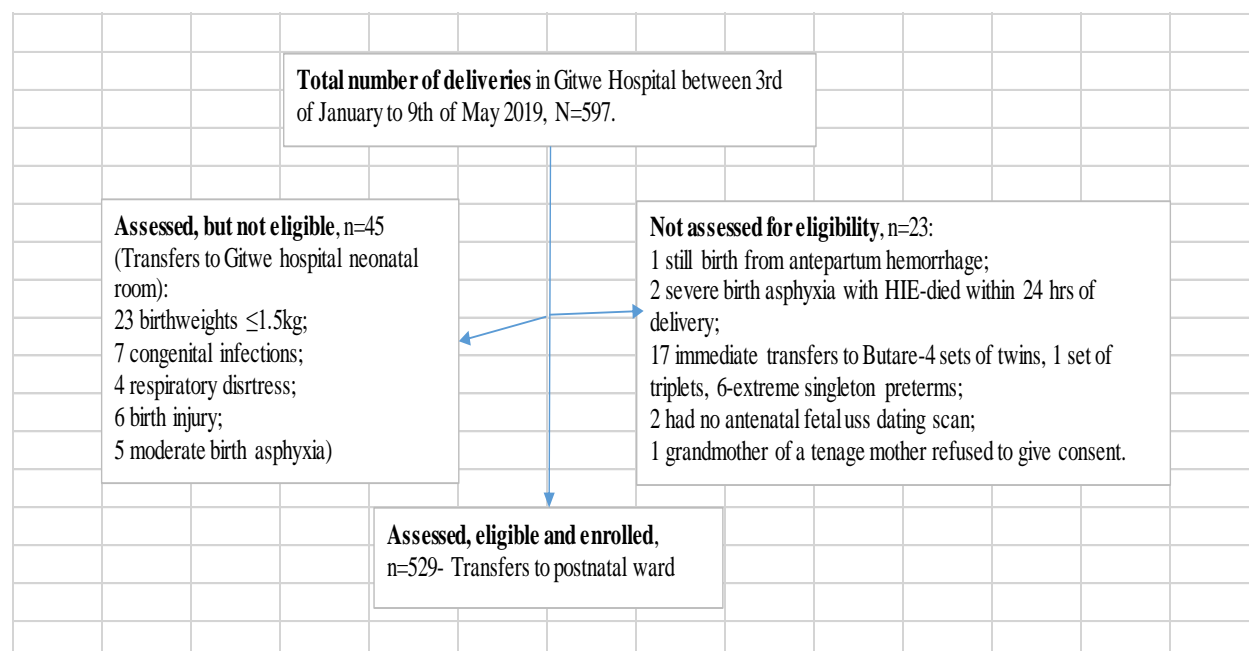 Total number of deliveries in Gitwe Hospital between 3rd
of January to 9th of May 2019, N=597.
Assessed, but not eligible, n=45
(Transfers to Gitwe hospital neonatal
room):
23 birthweights ≤1.5kg;
7 congenital infections;
4 respiratory disrtress;
6 birth injury;
5 moderate birth asphyxia)
Not assessed for eligibility, n=23:
1 still birth from antepartum hemorrhage;
2 severe birth asphyxia with HIE-died within 24 hrs of
delivery;
17 immediate transfers to Butare-4 sets of twins, 1 set of
triplets, 6-extreme singleton preterms;
2 had no antenatal fetal uss dating scan;
1 grandmother of a tenage mother refused to give consent.
Assessed, eligible and enrolled,
n=529- Transfers to postnatal ward